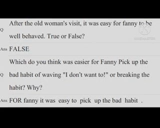 After the old woman's visit, it was easy for fanny to be
well behaved. True or False?
Ans FALSE
Which do you think was easier for Fanny Pick up the
Q bad habit of waving "I don't want to!" or breaking the
habit? Why?
Ans FOR fanny it was easy to pick up the bad habit .